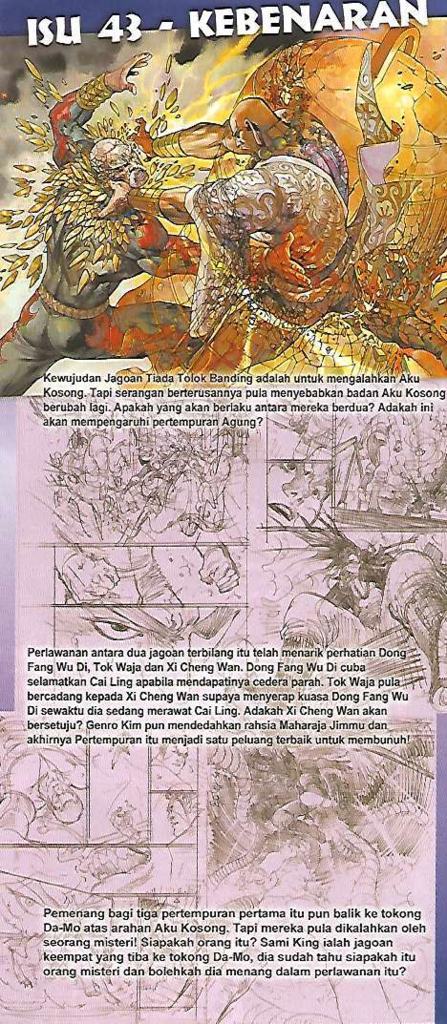 ISU 43 - KEBENARAN
Kewujudan Jagoan Tiada Tolok Banding adalah untuk mengalahkan Aku
Kosong. Tapi serangan berterusannya pula menyebabkan badan Aku Kosong
berubah lagi. Apakah yang akan berlaku antara mereka berdua? Adakah ini
akan mempengaruhi pertempuran Agung?
Perlawanan antara dua jagoan terbilang itu telah menarik perhatian Dong
Fang Wu Di, Tok Waja dan Xi Cheng Wan. Dong Fang Wu Di cuba
selamatkan Cai Ling apabila mendapatinya cedera parah. Tok Waja pula
bercadang kepada Xi Cheng Wan supaya menyerap kuasa Dong Fang Wu
Di sewaktu dia sedang merawat Cai Ling. Adakah Xi Cheng Wan akan
bersetuju? Genro Kim pun mendedahkan rahsia Maharaja Jimmu dan
akhirnya Pertempuran itu menjadi satu peluang terbaik untuk membunuh!
Pemenang bagi tiga pertempuran pertama itu pun balik ke tokong
Da-Mo atas arahan Aku Kosong. Tapi mereka pula dikalahkan oleh
seorang misteri! Siapakah orang itu? Sami King ialah jagoan
keempat yang tiba ke tokong Da-Mo, dia sudah tahu siapakah itu
orang misteri dan bolehkah dia menang dalam perlawanan itu?